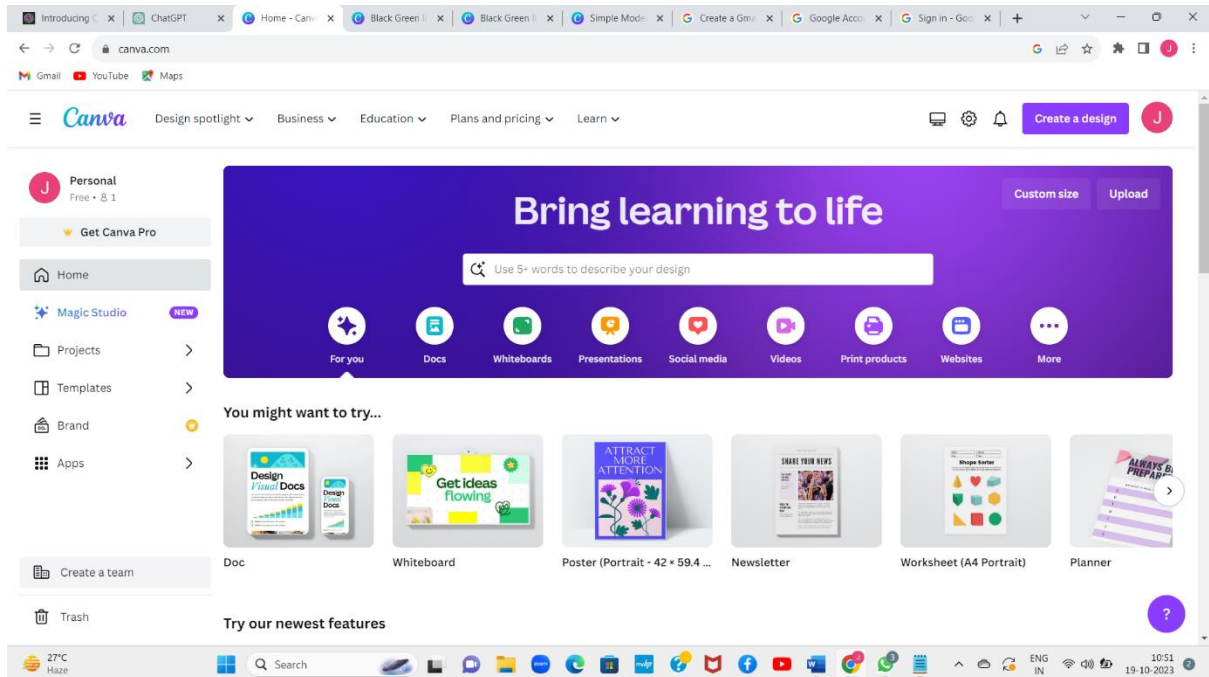 Introducing C
ChatGPT
Home - Canv
Black Green
Black Green
Simple Mode
Create a Gma
Google Acco
Sign in - Goo
canva.com
Gmail YouTube Maps
Canva Design spotlight Business Education Plans and pricing Learn Create a design J
J Personal
Free • 1
Get Canva Pro
Home
Magic Studio NEW
Projects
Templates
Brand
Apps
Create a team
Trash
Custom size Upload
Bring learning to life
Use 5+ words to describe your design
For you Docs Whiteboards Presentations Social media Videos Print products Websites More
You might want to try...
Design
Visual Docs
Design
Visual
Docs
Get ideas
flowing
ATTRACT
MORE
ATTENTION
SHARE YOUR NEWS
Shape Sorter
ALWAYS B
PREPAR
Doc Whiteboard Poster (Portrait - 42 × 59.4 ... Newsletter Worksheet (A4 Portrait) Planner
Try our newest features
?
27°C
Haze
Search
ENG
IN
10:51
19-10-2023